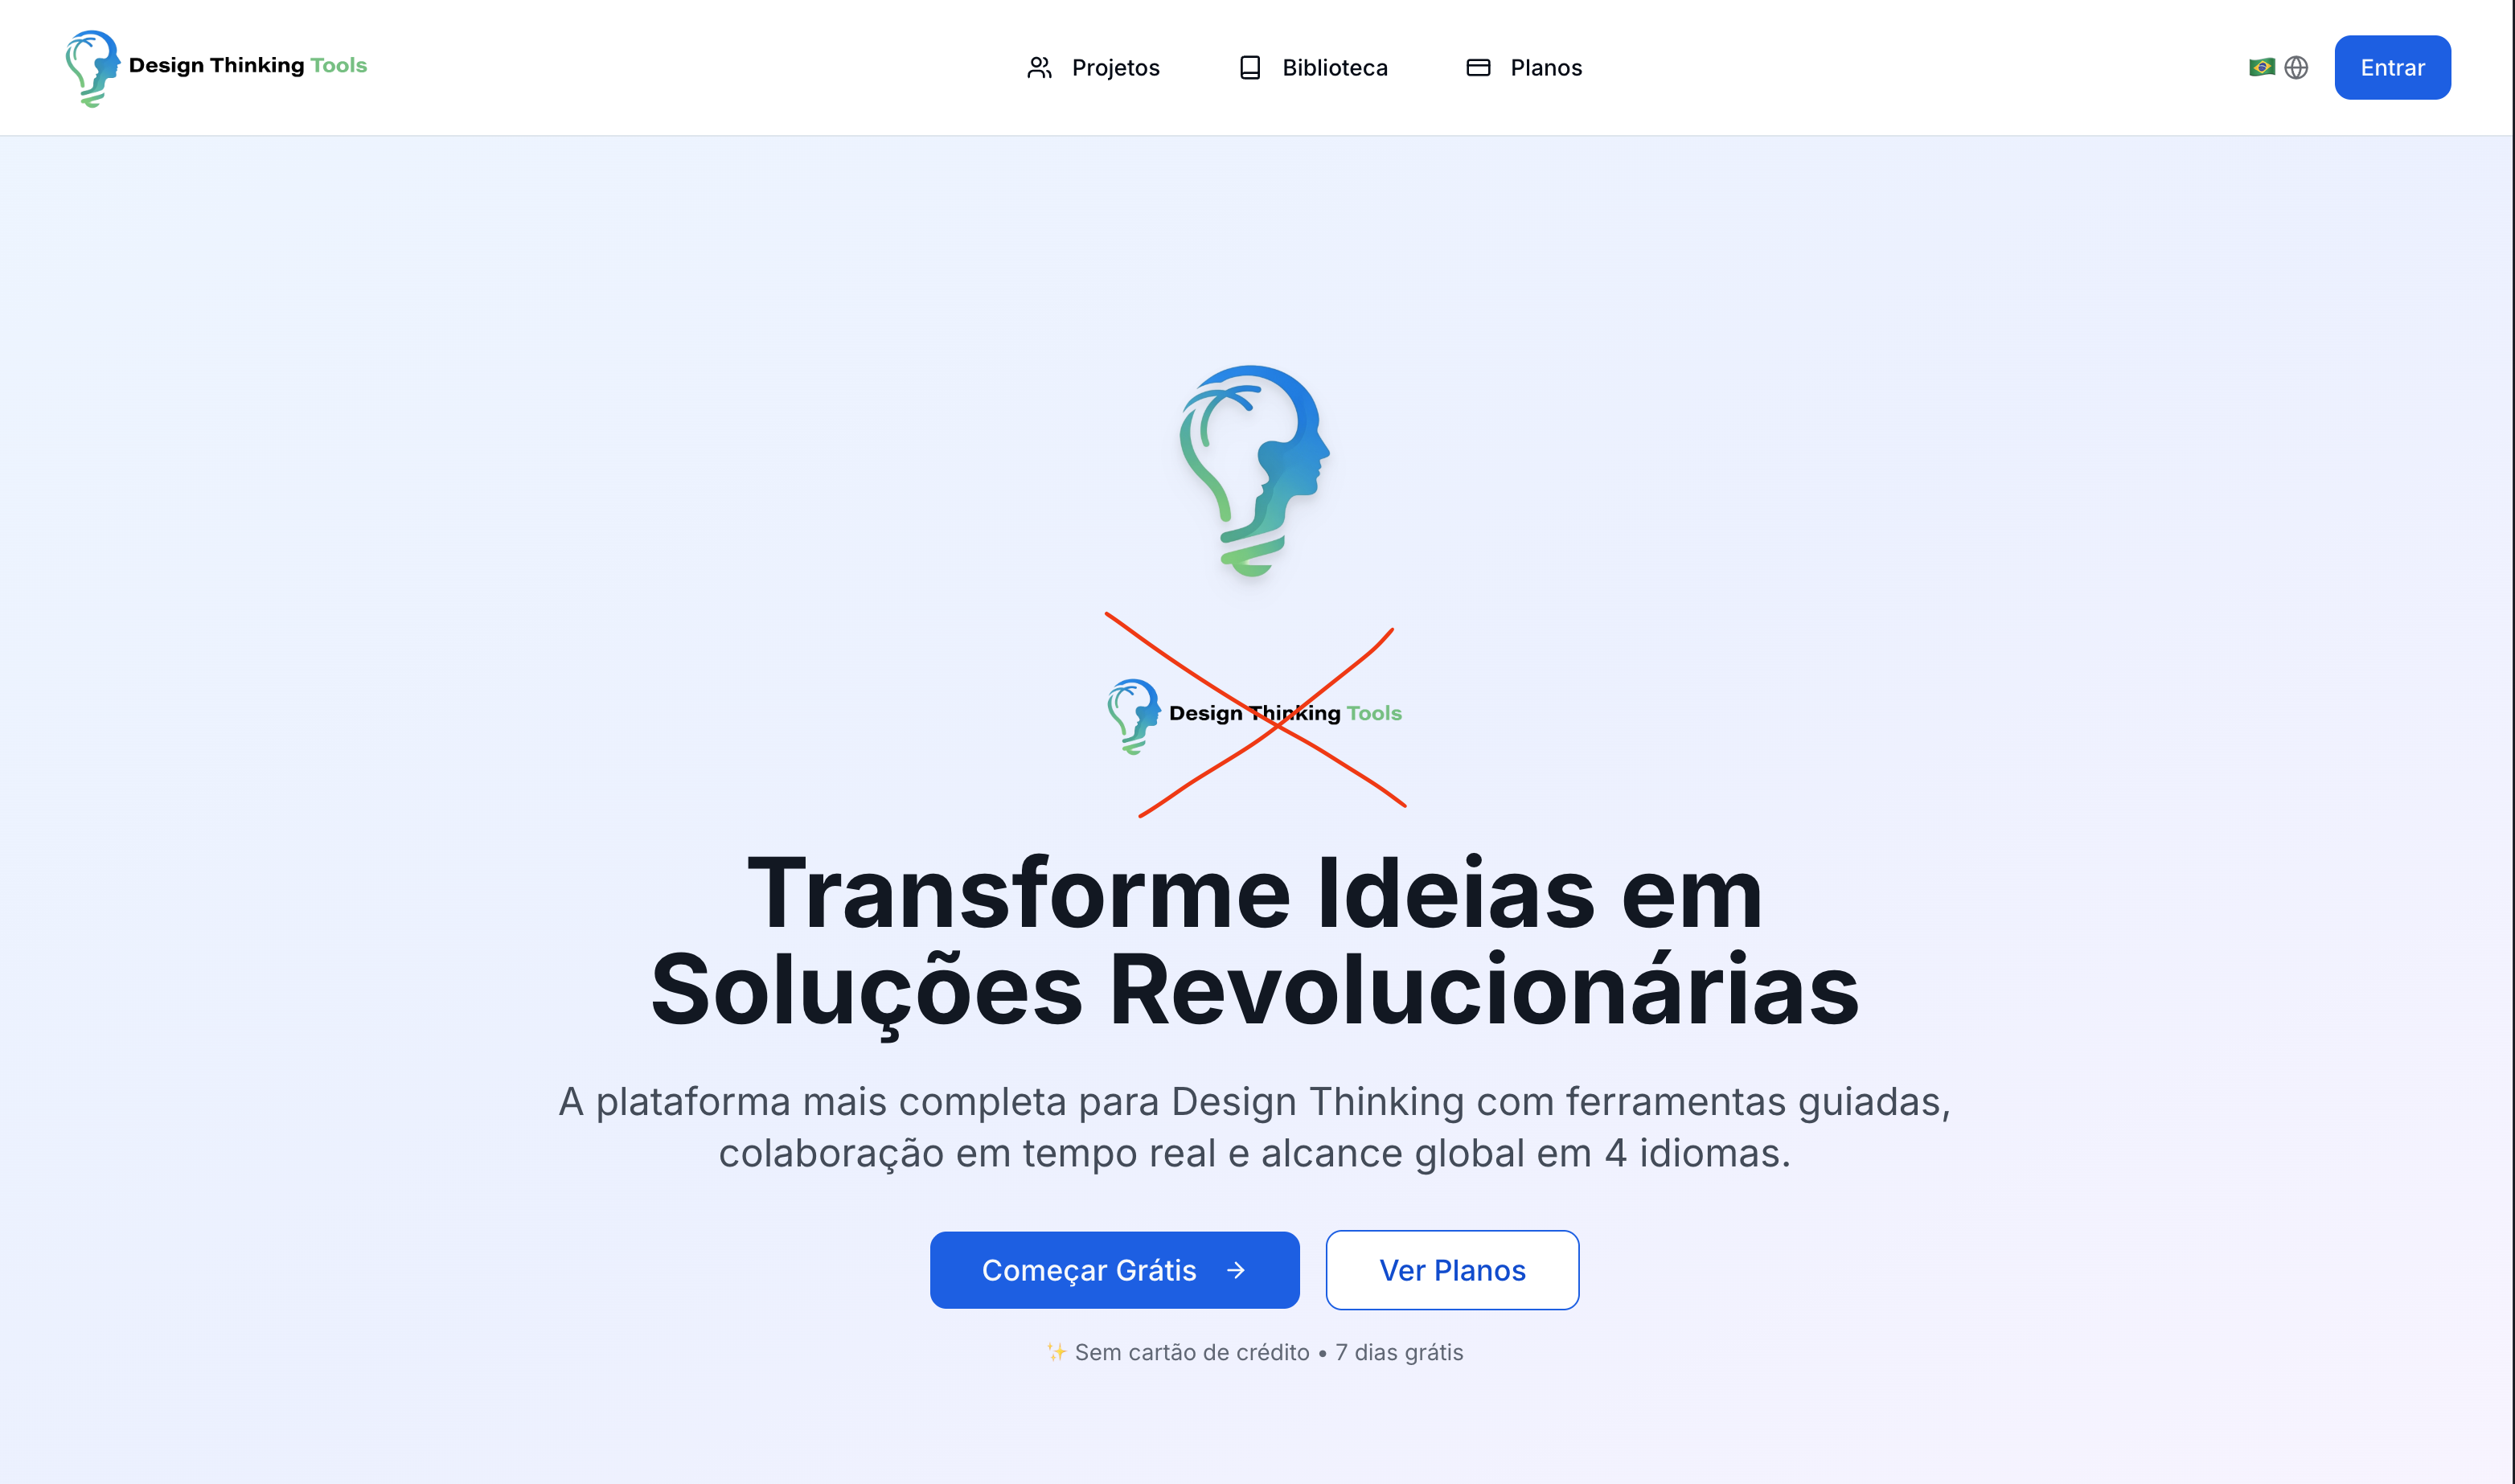 Design Thinking Tools
Projetos
Biblioteca
Planos
Entrar
Design Thinking Tools
Transforme Ideias em
Soluções Revolucionárias
A plataforma mais completa para Design Thinking com ferramentas guiadas,
colaboração em tempo real e alcance global em 4 idiomas.
Começar Grátis →
Ver Planos
✨ Sem cartão de crédito • 7 dias grátis